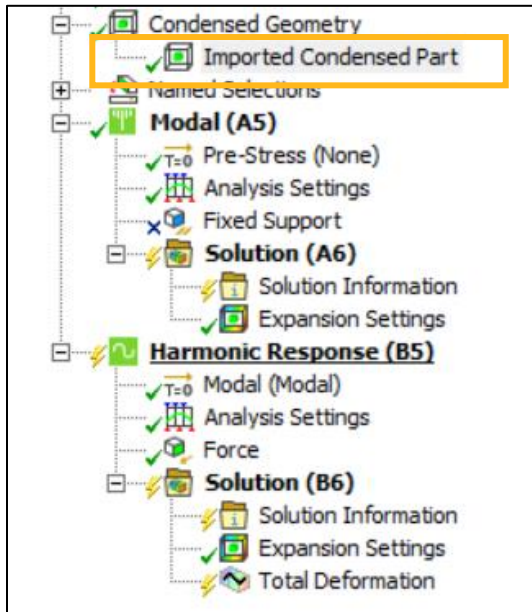 Condensed Geometry
Imported Condensed Part
Named Selections
Modal (A5)
T=0 Pre-Stress (None)
Analysis Settings
Fixed Support
Solution (A6)
i Solution Information
Expansion Settings
Harmonic Response (B5)
T=0 Modal (Modal)
Analysis Settings
Force
Solution (B6)
i Solution Information
Expansion Settings
Total Deformation